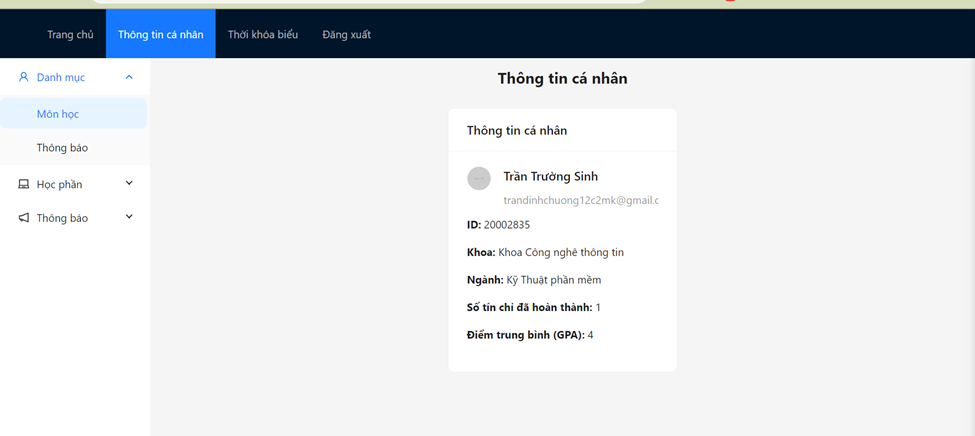 Trang chủ Thông tin cá nhân Thời khóa biểu Đăng xuất
Danh mục
Môn học
Thông báo
Học phần
Thông báo
Thông tin cá nhân
Thông tin cá nhân
Trần Trường Sinh
trandinhchuong12c2mk@gmail.c
ID: 20002835
Khoa: Khoa Công nghê thông tin
Ngành: Kỹ Thuật phần mềm
Số tín chỉ đã hoàn thành: 1
Điểm trung bình (GPA): 4